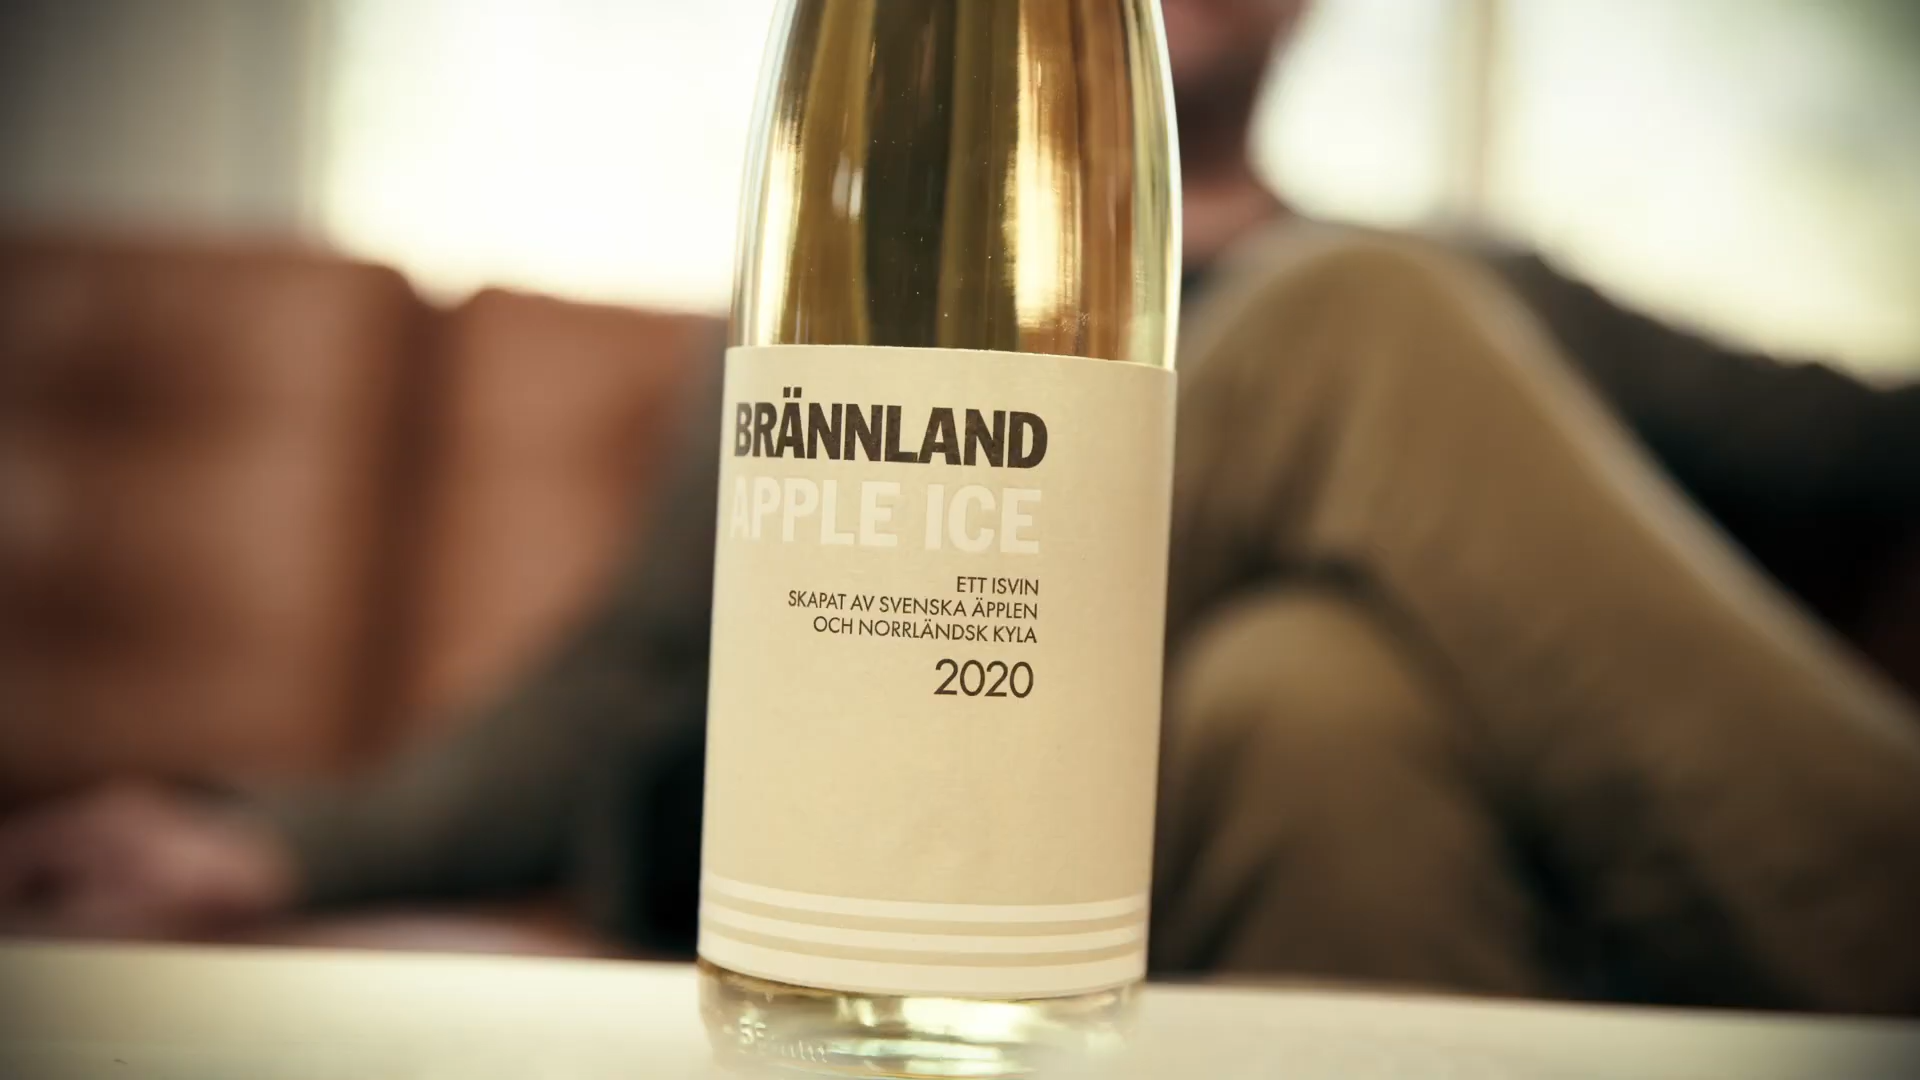 BRÄNNLAND
APPLE ICE
ETT ISVIN
SKAPAT AV SVENSKA ÄPPLEN
OCH NORRLÄNDSK KYLA
2020